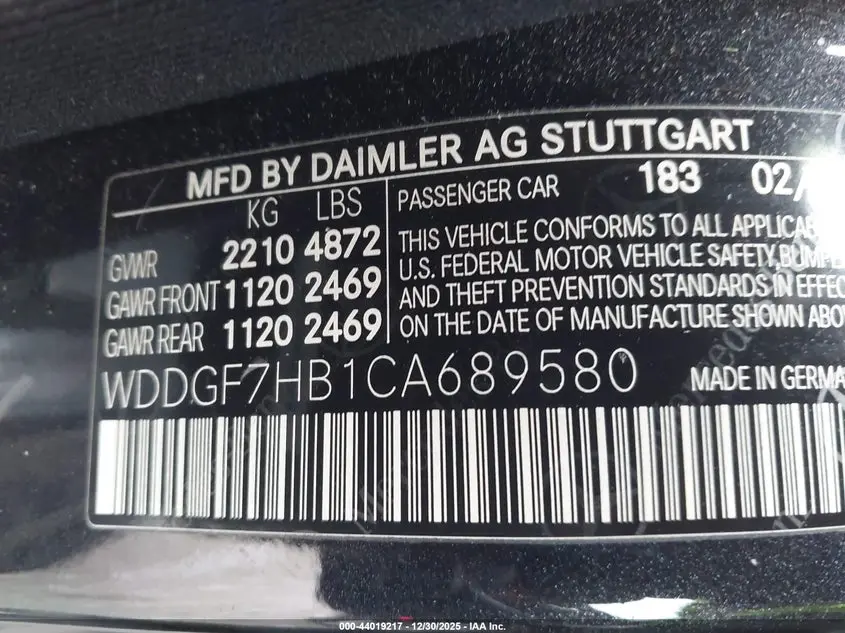 MFD BY DAIMLER AG STUTTGART
KG LBS
GVWR 2210 4872
GAWR FRONT 1120 2469
GAWR REAR 1120 2469
PASSENGER CAR 183 02/
THIS VEHICLE CONFORMS TO ALL
U.S. FEDERAL MOTOR VEHICLE SAFETY,
AND THEFT PREVENTION STANDARDS IN
ON THE DATE OF MANUFACTURE SHOWN
WDDGF7HB1CA689580 MADE IN
000-44019217 - 12/30/2025 - IAA Inc.